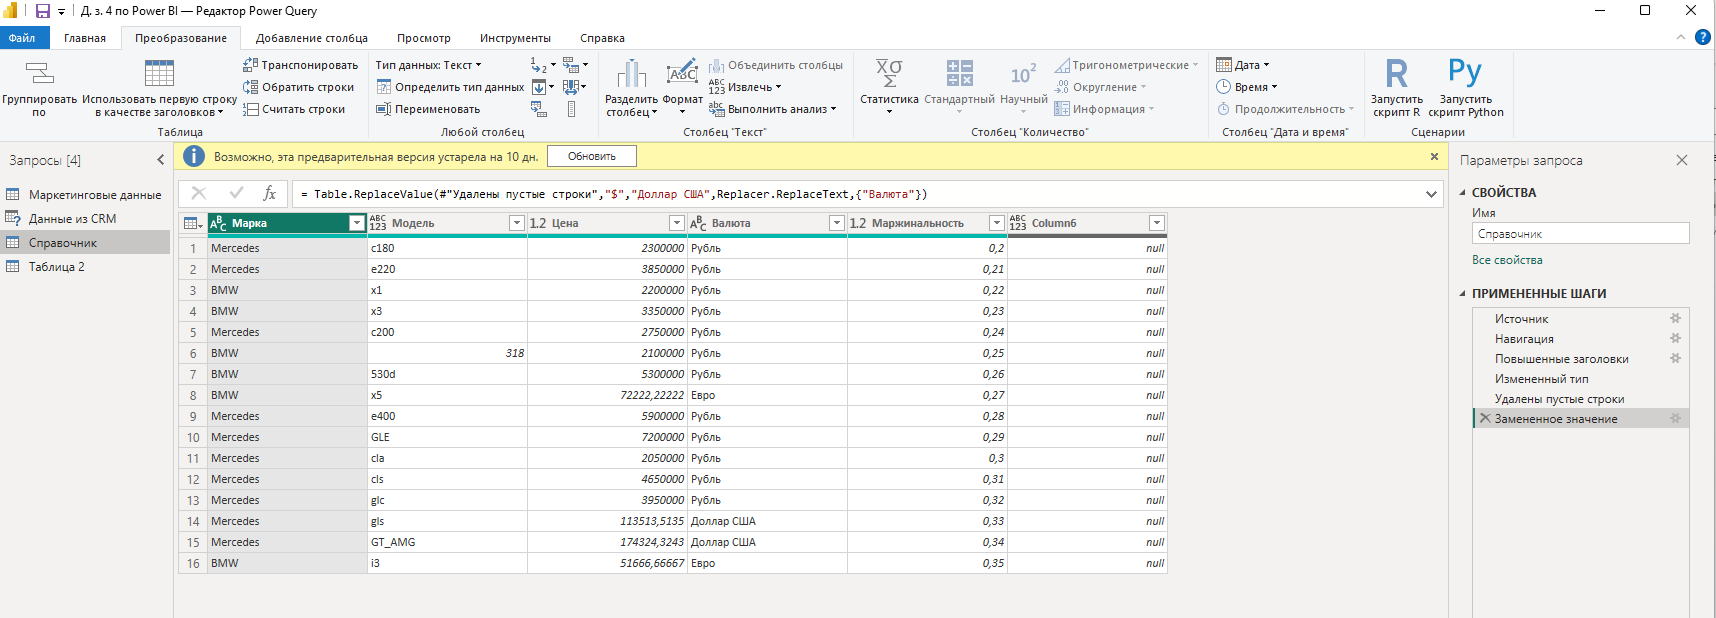 Д. з. 4 по Power BI — Редактор Power Query
Файл Главная Преобразование Добавление столбца Просмотр Инструменты Справка
Группировать по
Использовать первую строку в качестве заголовков
Транспонировать
Обратить строки
Считать строки
Таблица
Тип данных: Текст
Определить тип данных
Переименовать
Любой столбец
Разделить столбец
Формат
Объединить столбцы
Извлечь
Выполнить анализ
Столбец "Текст"
Статистика
Стандартный
Научный
Тригонометрические
Округление
Информация
Столбец "Количество"
Дата
Время
Продолжительность
Столбец "Дата и время"
Запустить скрипт R
Запустить скрипт Python
Сценарии
Запросы [4]
Маркетинговые данные
Данные из CRM
Справочник
Таблица 2
Возможно, эта предварительная версия устарела на 10 дн. Обновить
= Table.ReplaceValue(#"Удалены пустые строки","$","Доллар США",Replacer.ReplaceText,{"Валюта"})
Марка Модель Цена Валюта Маржинальность Column6
1 Mercedes c180 2300000 Рубль 0,2 null
2 Mercedes e220 3850000 Рубль 0,21 null
3 BMW x1 2200000 Рубль 0,22 null
4 BMW x3 3350000 Рубль 0,23 null
5 Mercedes c200 2750000 Рубль 0,24 null
6 BMW 318 2100000 Рубль 0,25 null
7 BMW 530d 5300000 Рубль 0,26 null
8 BMW x5 72222,22222 Евро 0,27 null
9 Mercedes e400 5900000 Рубль 0,28 null
10 Mercedes GLE 7200000 Рубль 0,29 null
11 Mercedes cla 2050000 Рубль 0,3 null
12 Mercedes cls 4650000 Рубль 0,31 null
13 Mercedes glc 3950000 Рубль 0,32 null
14 Mercedes gls 113513,5135 Доллар США 0,33 null
15 Mercedes GT_AMG 174324,3243 Доллар США 0,34 null
16 BMW i3 51666,66667 Евро 0,35 null
Параметры запроса
СВОЙСТВА
Имя
Справочник
Все свойства
ПРИМЕНЕННЫЕ ШАГИ
Источник
Навигация
Повышенные заголовки
Измененный тип
Удалены пустые строки
Замененное значение